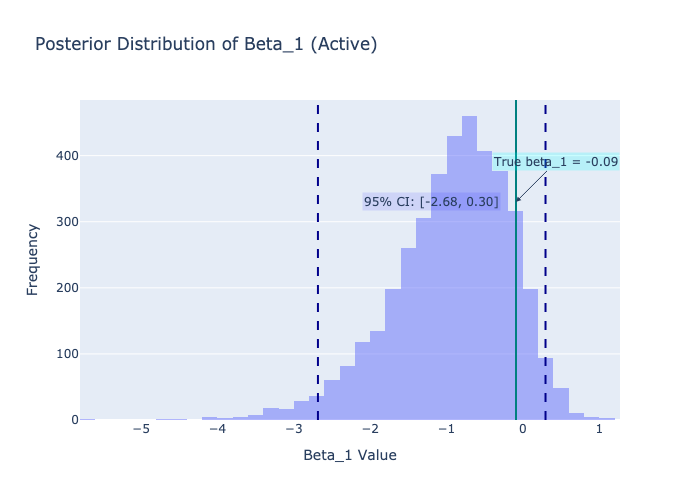 Posterior Distribution of Beta_1 (Active)
400
True beta_1 = -0.09
95% CI: [-2.68, 0.30]
300
Frequency
200
100
0
−5
−4
−3
−2
−1
0
1
Beta_1 Value